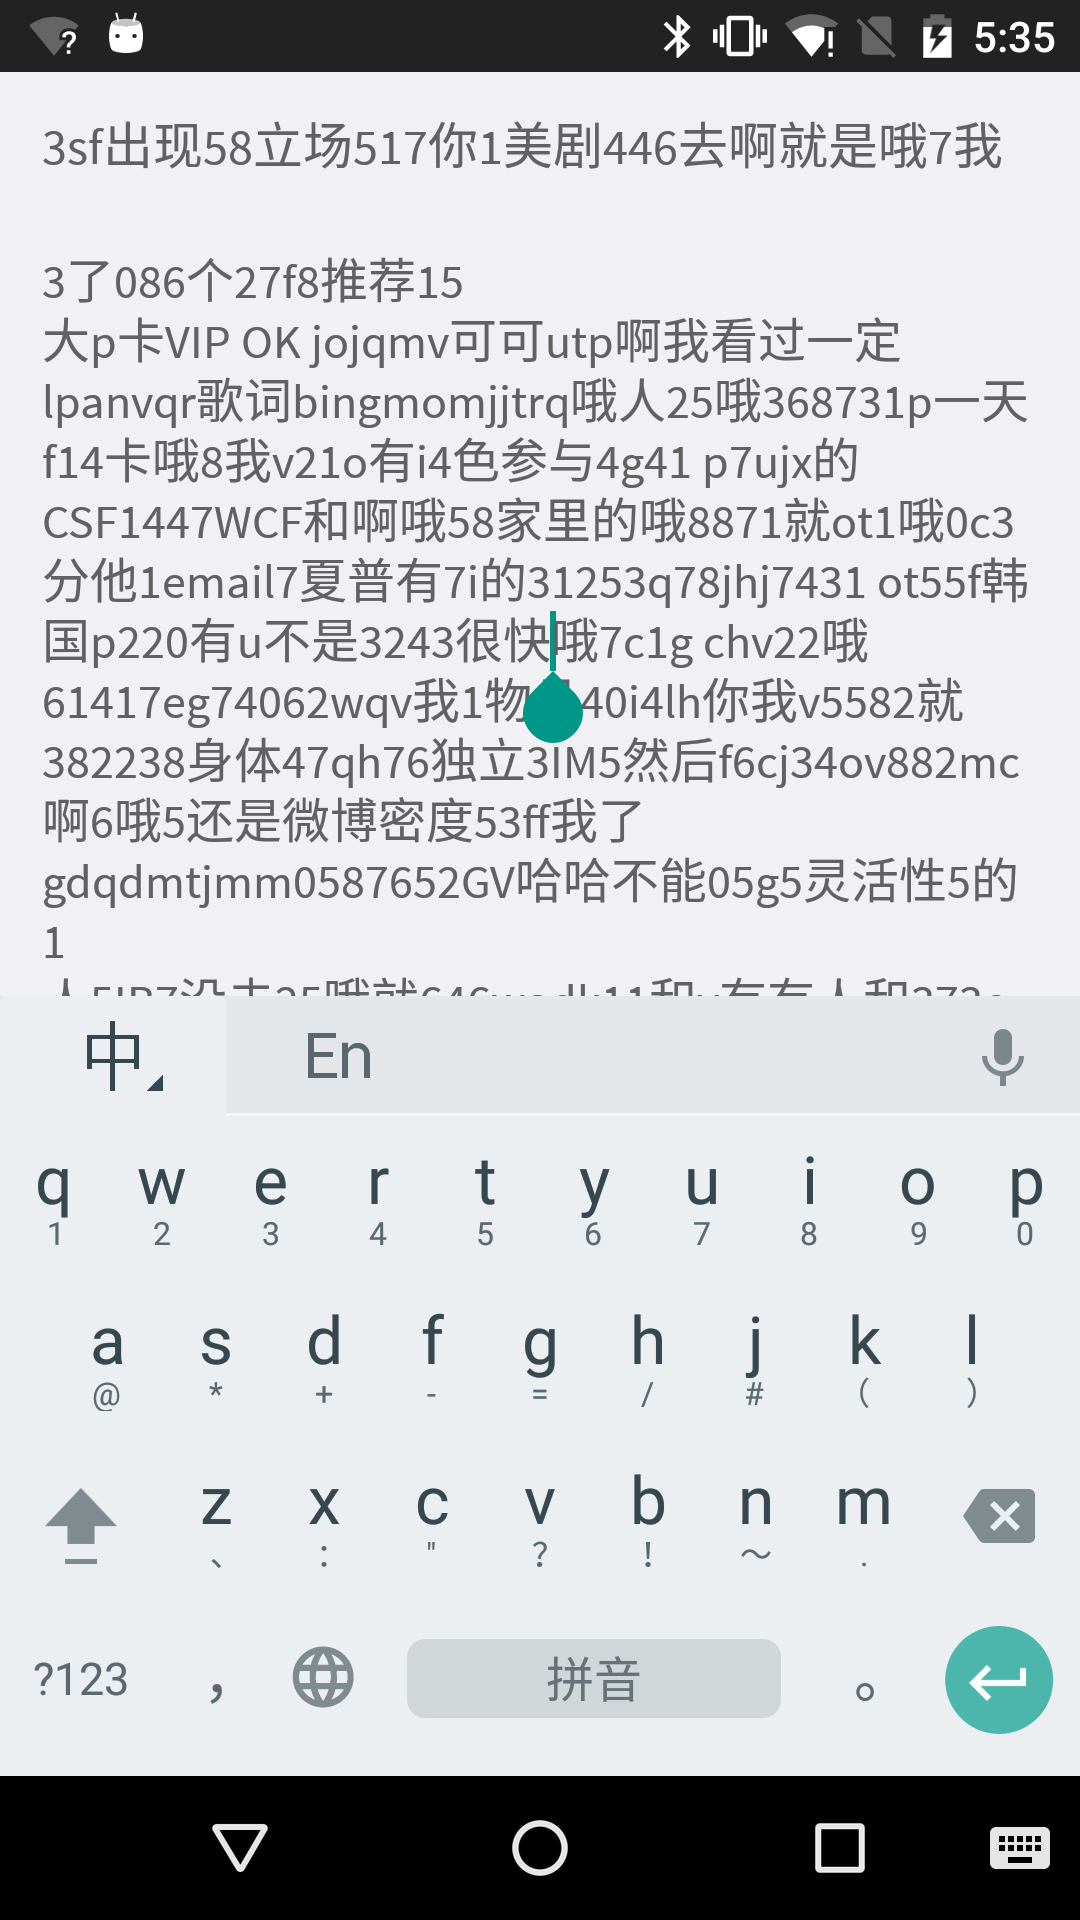 5:35
3sf出现58立场517你1美剧446去啊就是哦7我
3了086个27f8推荐15
大p卡VIP OK jojqmv可可utp啊我看过一定
lpanvqr歌词bingmomjjtrq哦人25哦368731p一天
f14卡哦8我v21o有i4色参与4g41 p7ujx的
CSF1447WCF和啊哦58家里的哦8871就ot1哦0c3
分他1email7夏普有7i的31253q78jhj7431 ot55f韩
国p220有u不是3243很快哦7c1g chv22哦
61417eg74062wqv我1物 40i4lh你我v5582就
382238身体47qh76独立3IM5然后f6cj34ov882mc
啊6哦5还是微博密度53ff我了
gdqdmtjmm0587652GV哈哈不能05g5灵活性5的
1
中 En
q w e r t y u i o p
1 2 3 4 5 6 7 8 9 0
a s d f g h j k l
@ * + - = / # （ ）
z x c v b n m
、 ： " ？ ！ ～ .
?123 ， 拼音 。